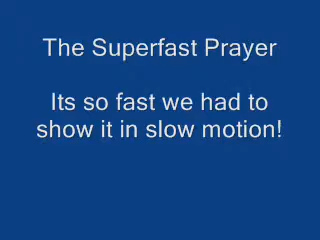 The Superfast Prayer
Its so fast we had to
show it in slow motion!